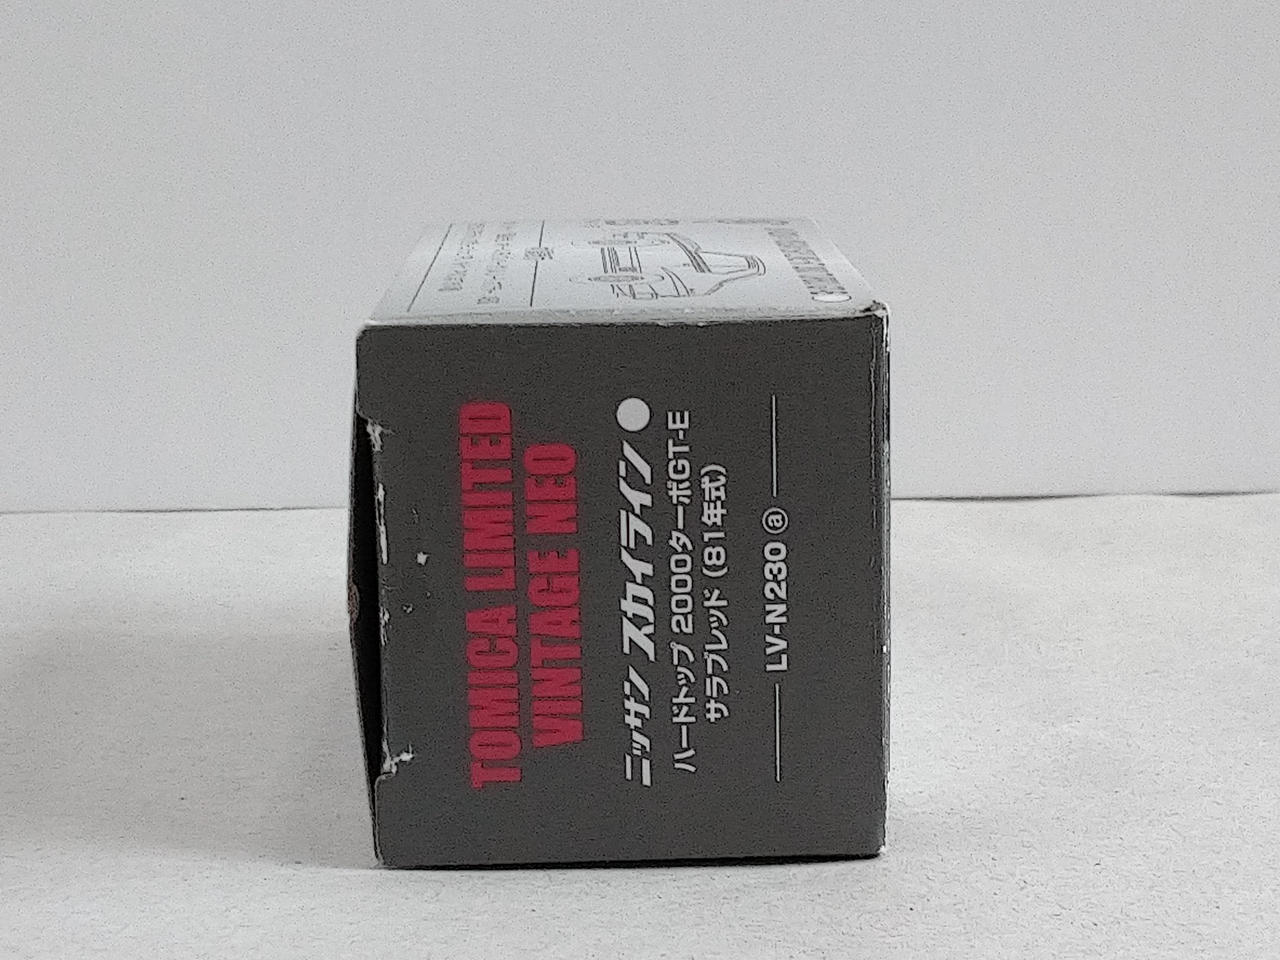 TOMICA LIMITED
VINTAGE NEO
ニッサン スカイライン
ハードトップ 2000ターボGT-E
サラブレッド (81年式)
LV-N230 ⓐ